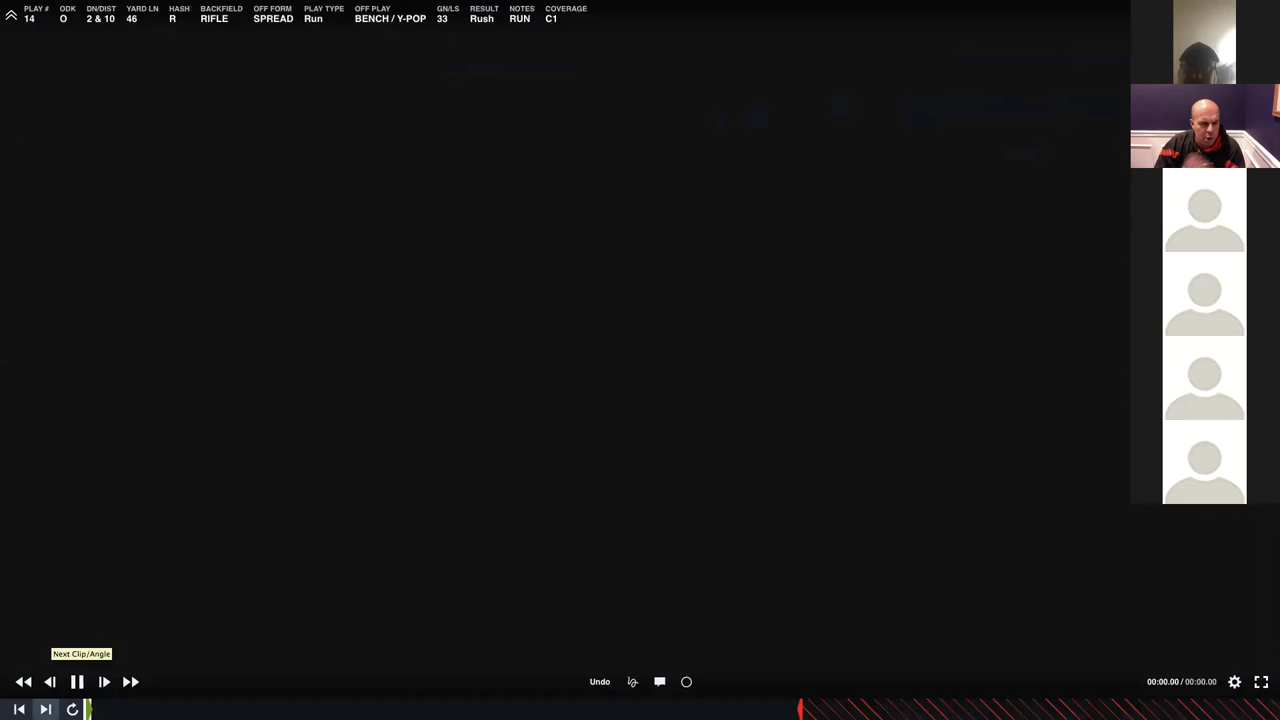 PLAY # ODK DN/DIST YARD LN HASH BACKFIELD OFF FORM PLAY TYPE OFF PLAY GN/LS RESULT NOTES COVERAGE
14 O 2 & 10 46 R RIFLE SPREAD Run BENCH / Y-POP 33 Rush RUN C1
Next Clip/Angle
Undo
00:00.00 / 00:00.00